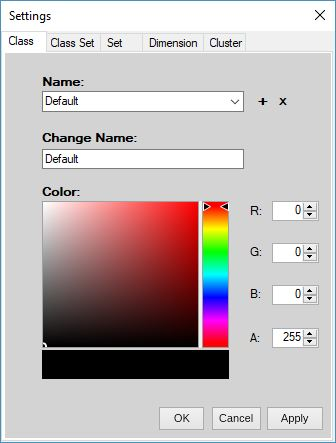 Settings
Class Class Set Set Dimension Cluster
Name:
Default + x
Change Name:
Default
Color:
R: 0
G: 0
B: 0
A: 255
OK Cancel Apply